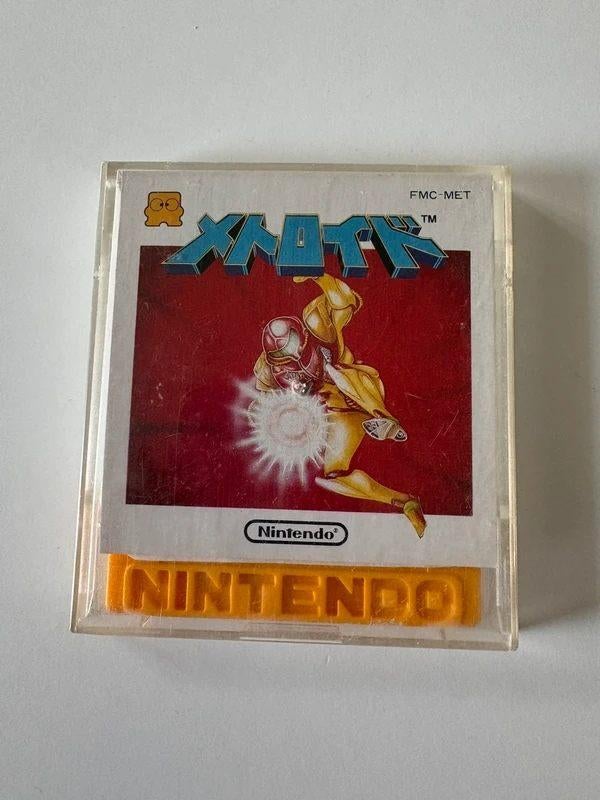 FMC-MET
メトロイド™
Nintendo®
NINTENDO